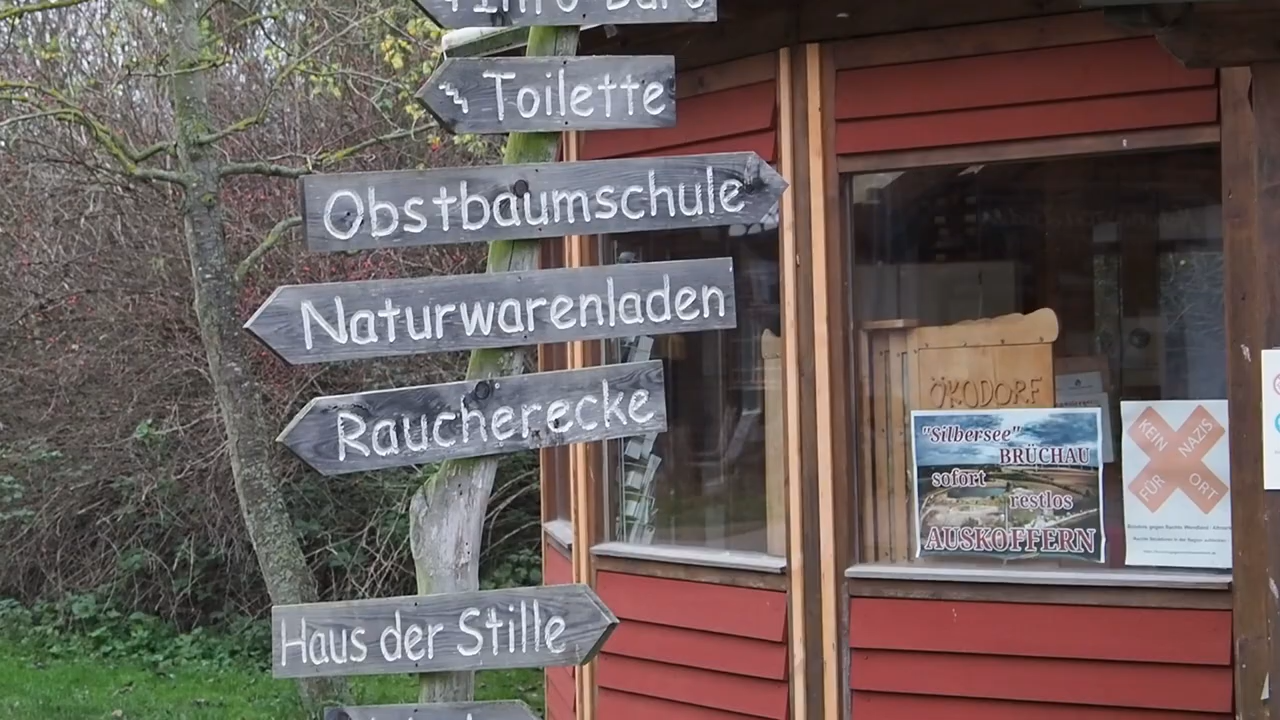 Toilette
Obstbaumschule
Naturwarenladen
Raucherecke
Haus der Stille
ÖKODORF
"Silbersee"
BRÜCHAU
sofort
restlos
AUSKOFFERN
KEIN NAZIS
FÜR ORT